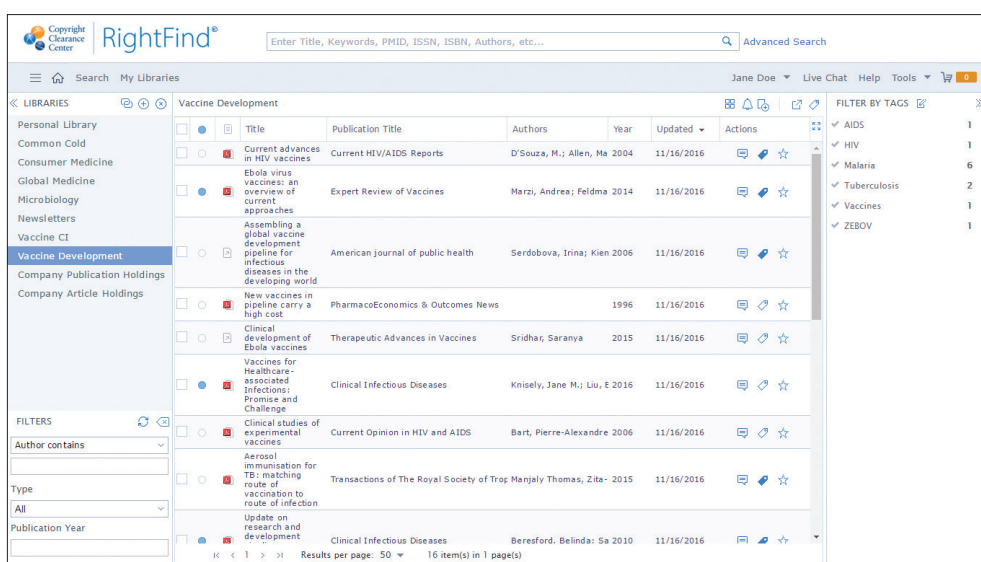 Copyright
Clearance
Center
RightFind®
Enter Title, Keywords, PMID, ISSN, ISBN, Authors, etc...
Advanced Search
Search My Libraries
Jane Doe Live Chat Help Tools 0
LIBRARIES
Personal Library
Common Cold
Consumer Medicine
Global Medicine
Microbiology
Newsletters
Vaccine CI
Vaccine Development
Company Publication Holdings
Company Article Holdings
FILTERS
Author contains
Type
All
Publication Year
Vaccine Development
Title Publication Title Authors Year Updated Actions
Current advances
in HIV vaccines
Current HIV/AIDS Reports D'Souza, M.; Allen, Ma 2004 11/16/2016
Ebola virus
vaccines: an
overview of
current
approaches
Expert Review of Vaccines Marzi, Andrea; Feldma 2014 11/16/2016
Assembling a
global vaccine
development
pipeline for
infectious
diseases in the
developing world
American journal of public health Serdobova, Irina; Kien 2006 11/16/2016
New vaccines in
pipeline carry a
high cost
PharmacoEconomics & Outcomes News 1996 11/16/2016
Clinical
development of
Ebola vaccines
Therapeutic Advances in Vaccines Sridhar, Saranya 2015 11/16/2016
Vaccines for
Healthcare-
associated
Infections:
Promise and
Challenge
Clinical Infectious Diseases Knisely, Jane M.; Liu, E 2016 11/16/2016
Clinical studies of
experimental
vaccines
Current Opinion in HIV and AIDS Bart, Pierre-Alexandre 2006 11/16/2016
Aerosol
immunisation for
TB: matching
route of
vaccination to
route of infection
Transactions of The Royal Society of Trop Manjaly Thomas, Zita- 2015 11/16/2016
Update on
research and
development
Clinical Infectious Diseases Beresford, Belinda; Sa 2010 11/16/2016
1 Results per page: 50 16 item(s) in 1 page(s)
FILTER BY TAGS
AIDS 1
HIV 1
Malaria 6
Tuberculosis 2
Vaccines 1
ZEBOV 1